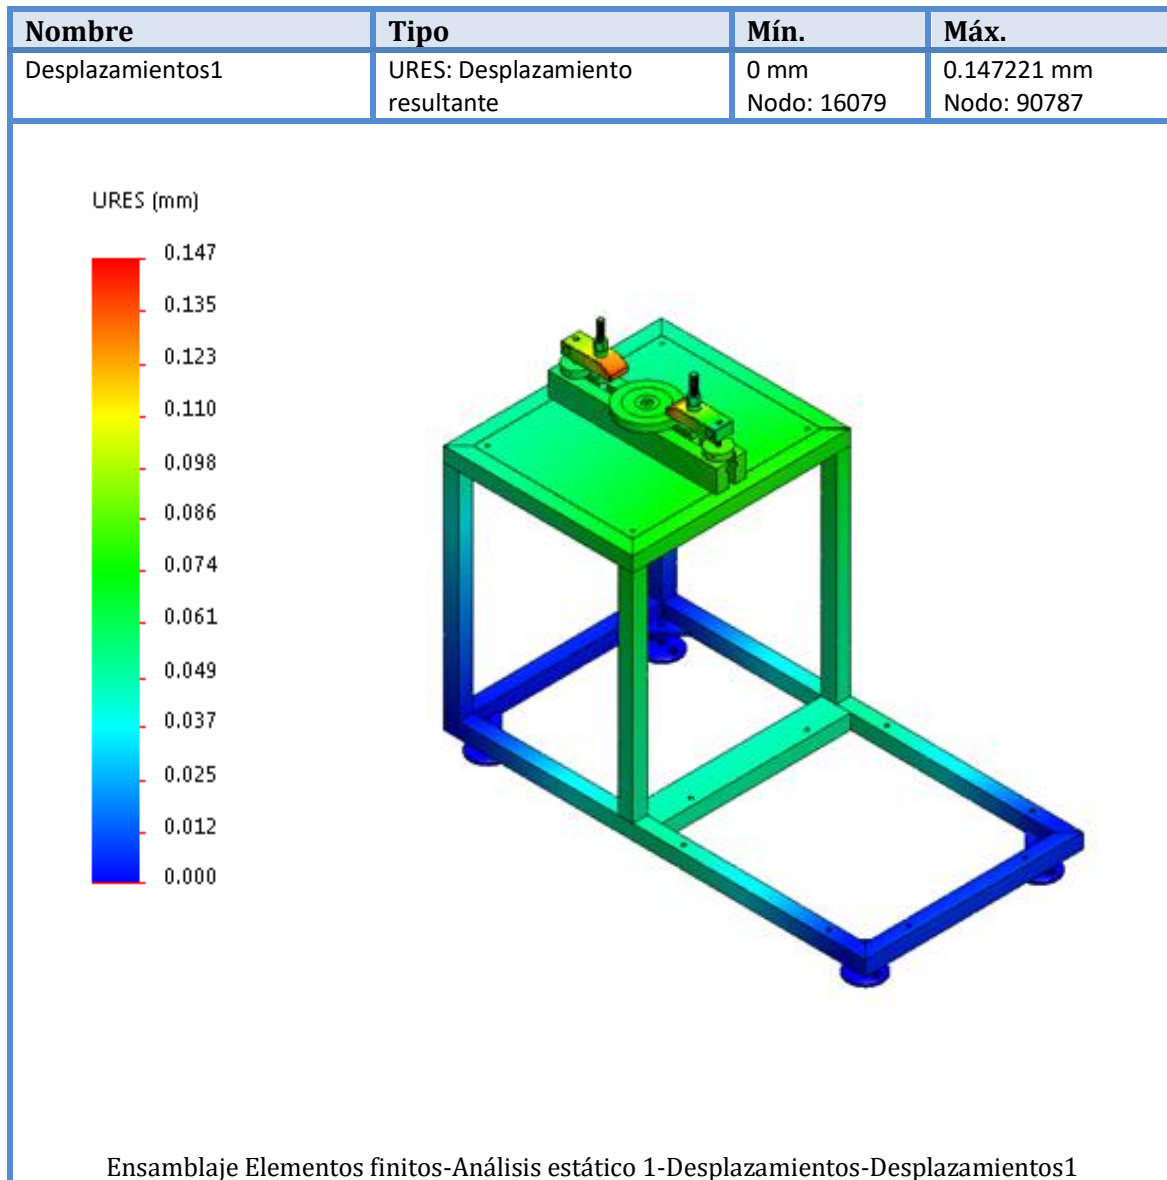 Nombre Tipo Mín. Máx.
Desplazamientos1 URES: Desplazamiento 0 mm 0.147221 mm
resultante Nodo: 16079 Nodo: 90787
URES (mm)
0.147
0.135
0.123
0.110
0.098
0.086
0.074
0.061
0.049
0.037
0.025
0.012
0.000
Ensamblaje Elementos finitos-Análisis estático 1-Desplazamientos-Desplazamientos1